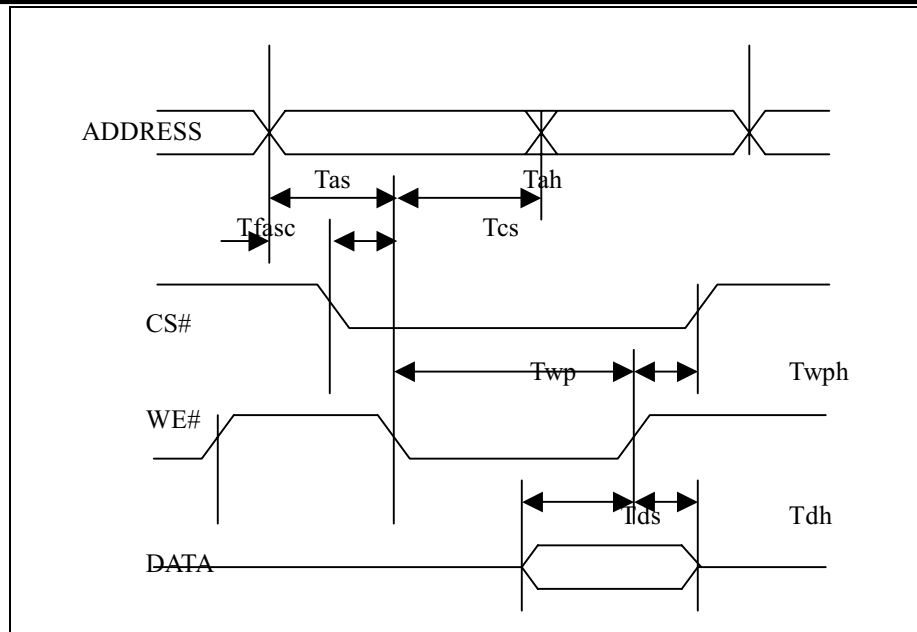 ADDRESS
Tas Tah
Tfasc Tcs
CS#
Twp Twph
WE#
Tds Tdh
DATA